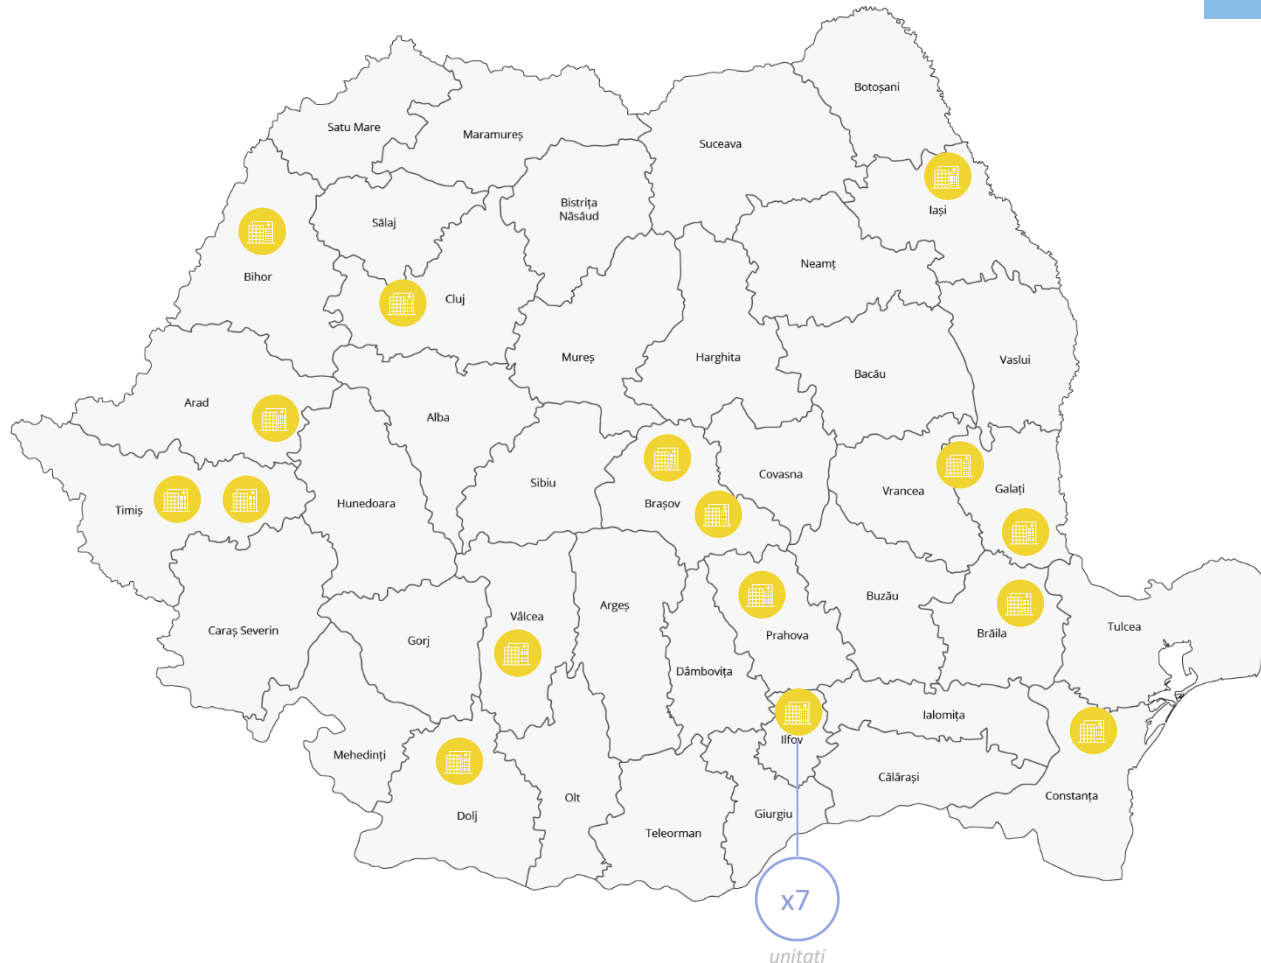 Botoșani
Satu Mare
Maramureș
Suceava
Bistrița
Năsăud
Iași
Sălaj
Neamț
Bihor
Cluj
Mureș
Harghita
Vaslui
Bacău
Arad
Alba
Covasna
Sibiu
Vrancea
Galați
Brașov
Hunedoara
Timiș
Buzău
Argeș
Vâlcea
Tulcea
Caraș Severin
Brăila
Prahova
Gorj
Dâmbovița
Ialomița
Ilfov
Mehedinți
Călărași
Constanța
Olt
Giurgiu
Dolj
Teleorman
x7
unitati